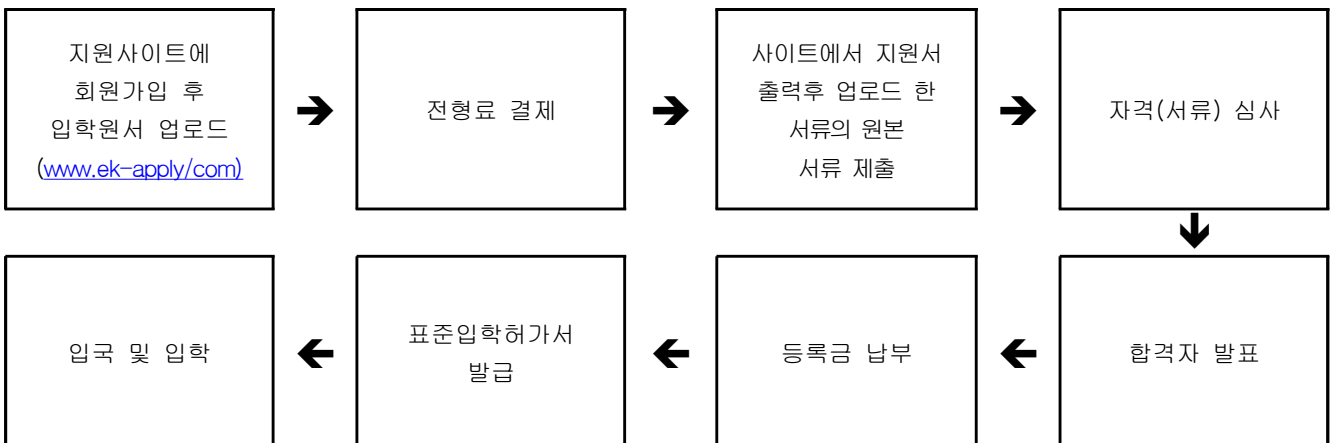 지원사이트에
회원가입 후
입학원서 업로드
(www.ek-apply/com)
전형료 결제
사이트에서 지원서
출력후 업로드 한
서류의 원본
서류 제출
자격(서류) 심사
합격자 발표
등록금 납부
표준입학허가서
발급
입국 및 입학